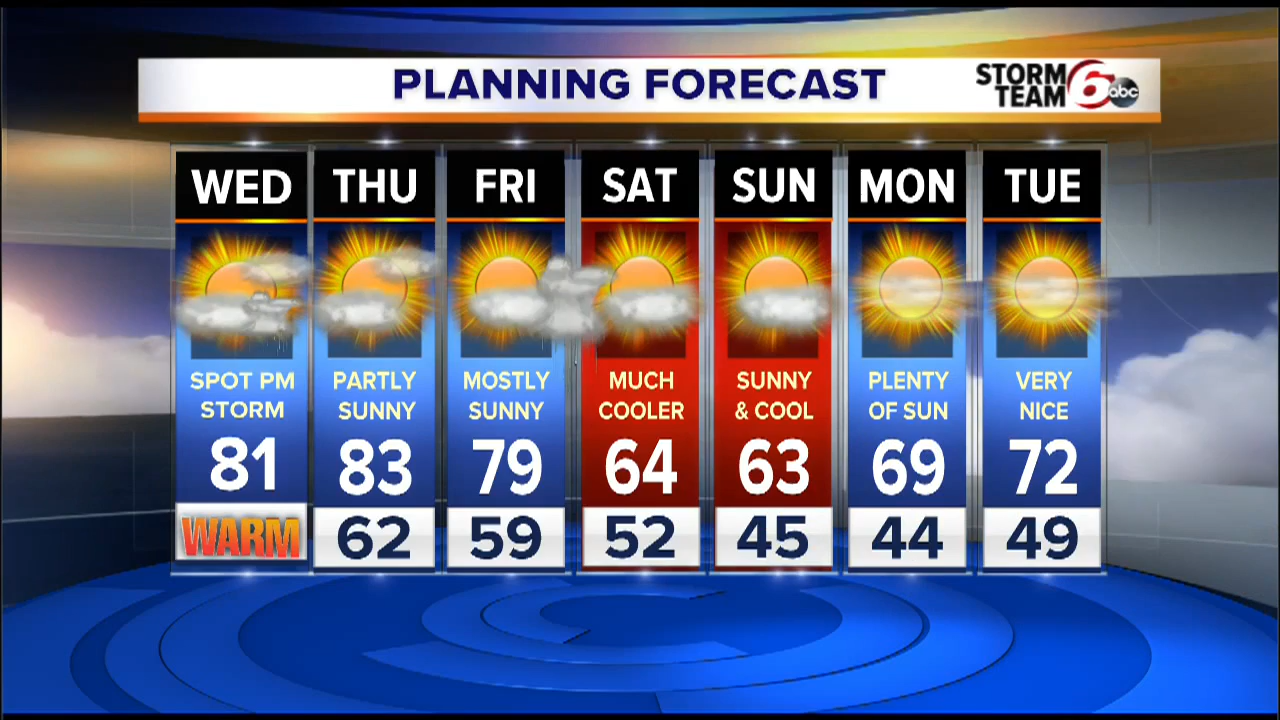 PLANNING FORECAST
STORM
TEAM
6
abc
WED THU FRI SAT SUN MON TUE
SPOT PM PARTLY MOSTLY MUCH SUNNY PLENTY VERY
STORM SUNNY SUNNY COOLER & COOL OF SUN NICE
81 83 79 64 63 69 72
WARM 62 59 52 45 44 49